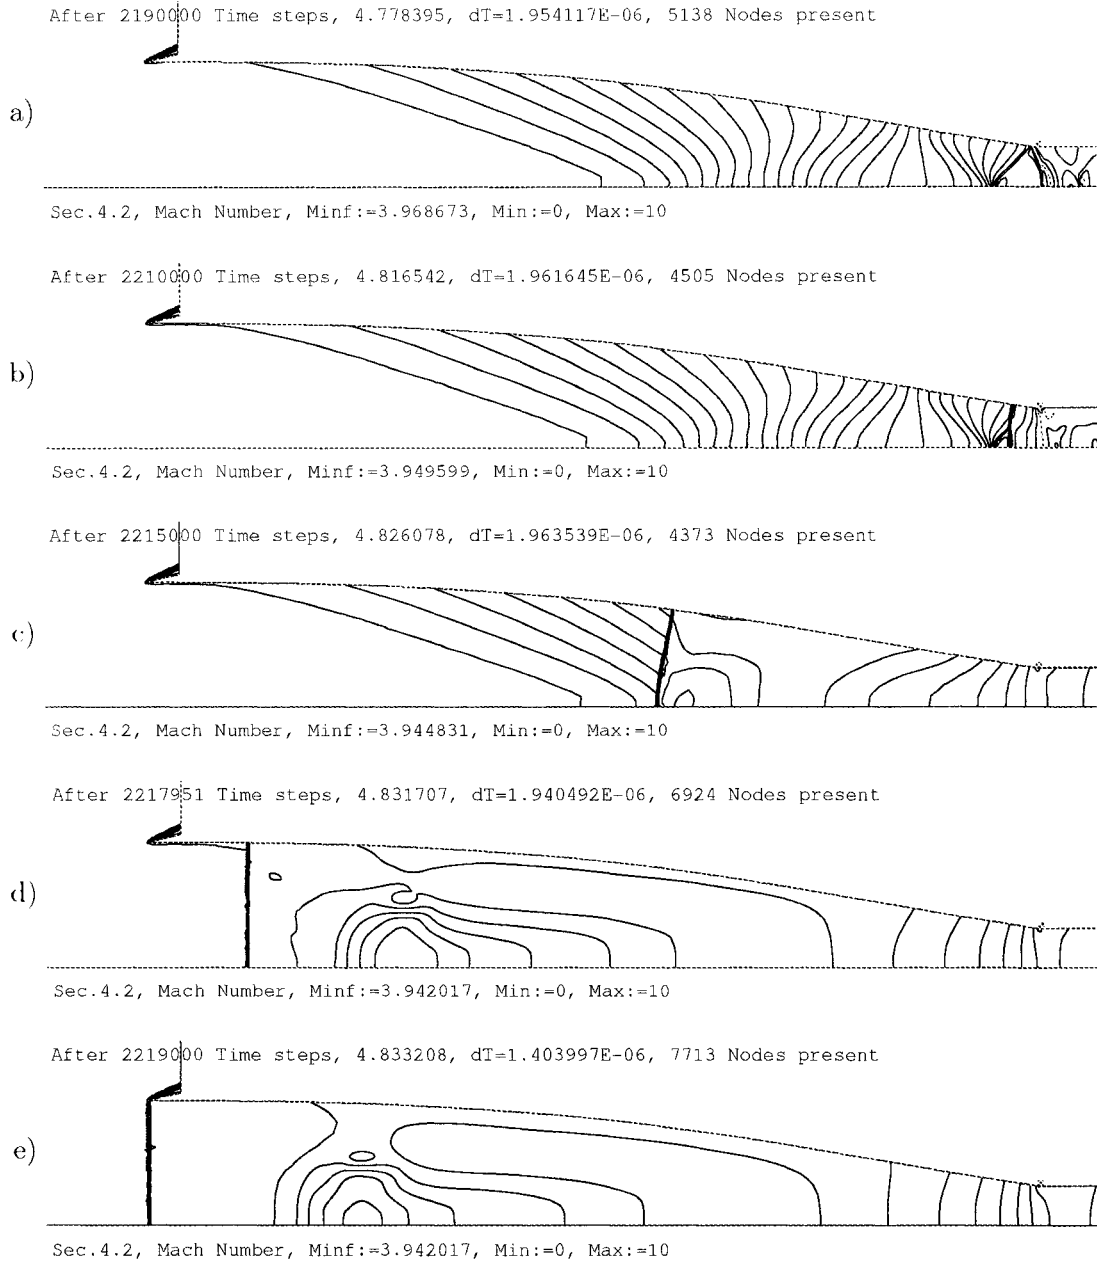 After 2190000 Time steps, 4.778395, dT=1.954117E-06, 5138 Nodes present
a)
Sec.4.2, Mach Number, Minf:=3.968673, Min:=0, Max:=10
After 2210000 Time steps, 4.816542, dT=1.961645E-06, 4505 Nodes present
b)
Sec.4.2, Mach Number, Minf:=3.949599, Min:=0, Max:=10
After 2215000 Time steps, 4.826078, dT=1.963539E-06, 4373 Nodes present
c)
Sec.4.2, Mach Number, Minf:=3.944831, Min:=0, Max:=10
After 2217951 Time steps, 4.831707, dT=1.940492E-06, 6924 Nodes present
d)
Sec.4.2, Mach Number, Minf:=3.942017, Min:=0, Max:=10
After 2219000 Time steps, 4.833208, dT=1.403997E-06, 7713 Nodes present
e)
Sec.4.2, Mach Number, Minf:=3.942017, Min:=0, Max:=10